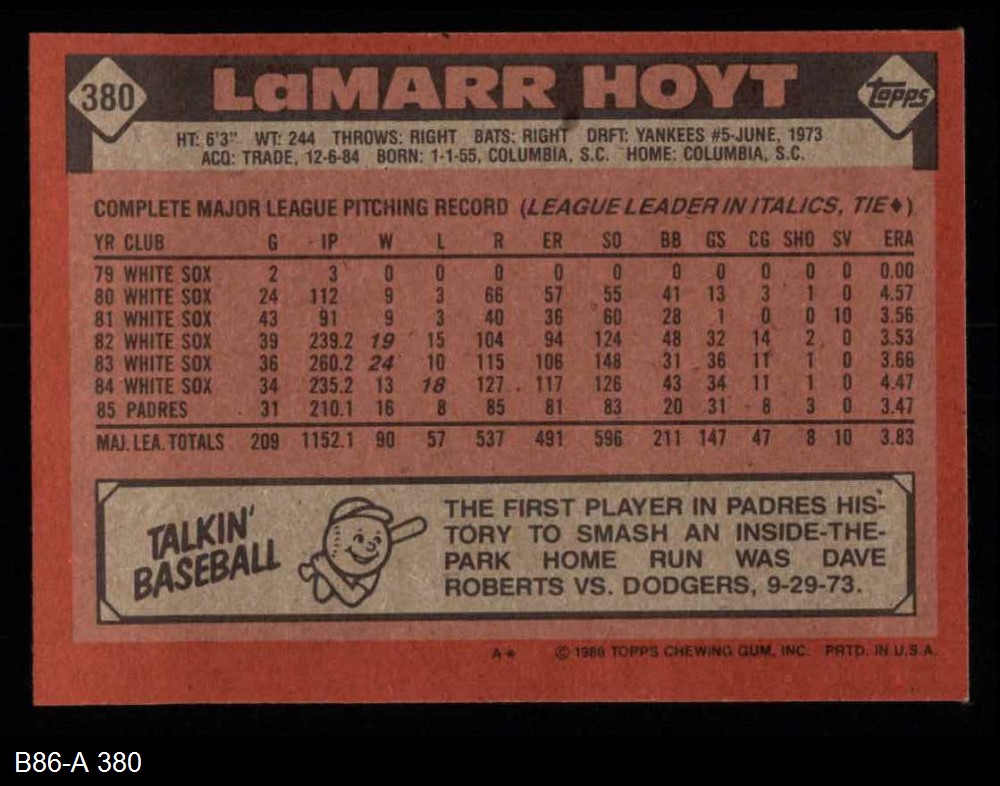 380
LaMARR HOYT
topps
HT: 6'3" WT: 244 THROWS: RIGHT BATS: RIGHT DRFT: YANKEES #5-JUNE, 1973
ACQ: TRADE, 12-6-84 BORN: 1-1-55, COLUMBIA, S.C. HOME: COLUMBIA, S.C.
COMPLETE MAJOR LEAGUE PITCHING RECORD (LEAGUE LEADER IN ITALICS, TIE♦)
YR CLUB G IP W L R ER SO BB GS CG SHO SV ERA
79 WHITE SOX 2 3 0 0 0 0 0 0 0 0 0 0 0.00
80 WHITE SOX 24 112 9 3 66 57 55 41 13 3 1 0 4.57
81 WHITE SOX 43 91 9 3 40 36 60 28 1 0 0 10 3.56
82 WHITE SOX 39 239.2 19 15 104 94 124 48 32 14 2 0 3.53
83 WHITE SOX 36 260.2 24 10 115 106 148 31 36 11 1 0 3.66
84 WHITE SOX 34 235.2 13 18 127 117 126 43 34 11 1 0 4.47
85 PADRES 31 210.1 16 8 85 81 83 20 31 8 3 0 3.47
MAJ. LEA. TOTALS 209 1152.1 90 57 537 491 596 211 147 47 8 10 3.83
TALKIN'
BASEBALL
THE FIRST PLAYER IN PADRES HIS-
TORY TO SMASH AN INSIDE-THE-
PARK HOME RUN WAS DAVE
ROBERTS VS. DODGERS, 9-29-73.
A* © 1986 TOPPS CHEWING GUM, INC. PRTD. IN U.S.A.
B86-A 380